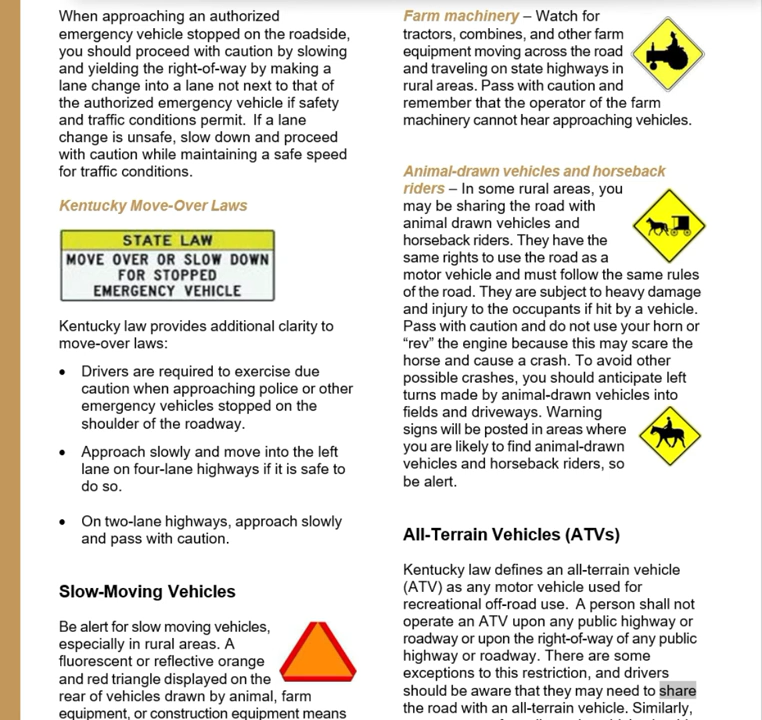 When approaching an authorized
emergency vehicle stopped on the roadside,
you should proceed with caution by slowing
and yielding the right-of-way by making a
lane change into a lane not next to that of
the authorized emergency vehicle if safety
and traffic conditions permit. If a lane
change is unsafe, slow down and proceed
with caution while maintaining a safe speed
for traffic conditions.
Kentucky Move-Over Laws
STATE LAW
MOVE OVER OR SLOW DOWN
FOR STOPPED
EMERGENCY VEHICLE
Kentucky law provides additional clarity to
move-over laws:
• Drivers are required to exercise due
caution when approaching police or other
emergency vehicles stopped on the
shoulder of the roadway.
• Approach slowly and move into the left
lane on four-lane highways if it is safe to
do so.
• On two-lane highways, approach slowly
and pass with caution.
Slow-Moving Vehicles
Be alert for slow moving vehicles,
especially in rural areas. A
fluorescent or reflective orange
and red triangle displayed on the
rear of vehicles drawn by animal, farm
equipment, or construction equipment means
Farm machinery – Watch for
tractors, combines, and other farm
equipment moving across the road
and traveling on state highways in
rural areas. Pass with caution and
remember that the operator of the farm
machinery cannot hear approaching vehicles.
Animal-drawn vehicles and horseback
riders – In some rural areas, you
may be sharing the road with
animal drawn vehicles and
horseback riders. They have the
same rights to use the road as a
motor vehicle and must follow the same rules
of the road. They are subject to heavy damage
and injury to the occupants if hit by a vehicle.
Pass with caution and do not use your horn or
“rev” the engine because this may scare the
horse and cause a crash. To avoid other
possible crashes, you should anticipate left
turns made by animal-drawn vehicles into
fields and driveways. Warning
signs will be posted in areas where
you are likely to find animal-drawn
vehicles and horseback riders, so
be alert.
All-Terrain Vehicles (ATVs)
Kentucky law defines an all-terrain vehicle
(ATV) as any motor vehicle used for
recreational off-road use. A person shall not
operate an ATV upon any public highway or
roadway or upon the right-of-way of any public
highway or roadway. There are some
exceptions to this restriction, and drivers
should be aware that they may need to share
the road with an all-terrain vehicle. Similarly,